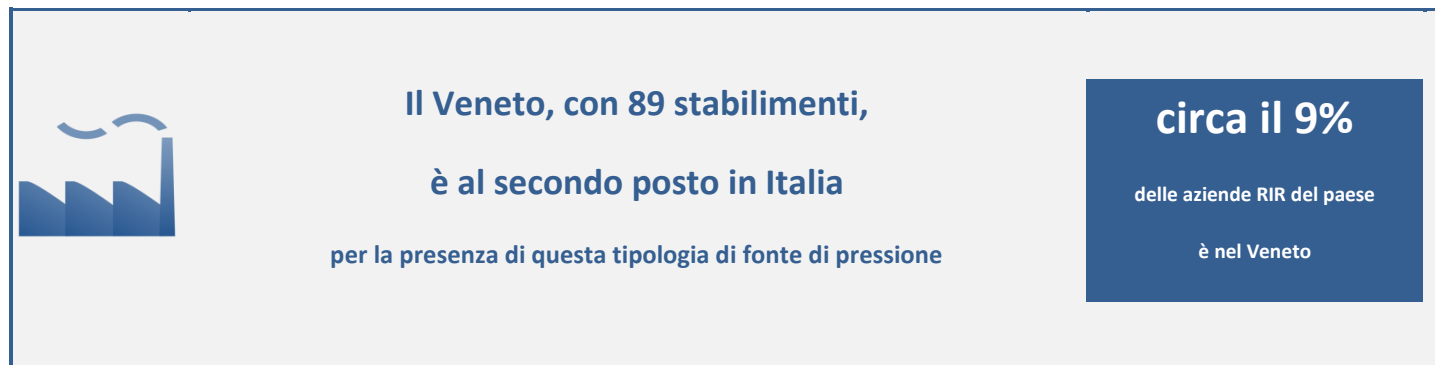 Il Veneto, con 89 stabilimenti,
è al secondo posto in Italia
per la presenza di questa tipologia di fonte di pressione
circa il 9%
delle aziende RIR del paese
è nel Veneto